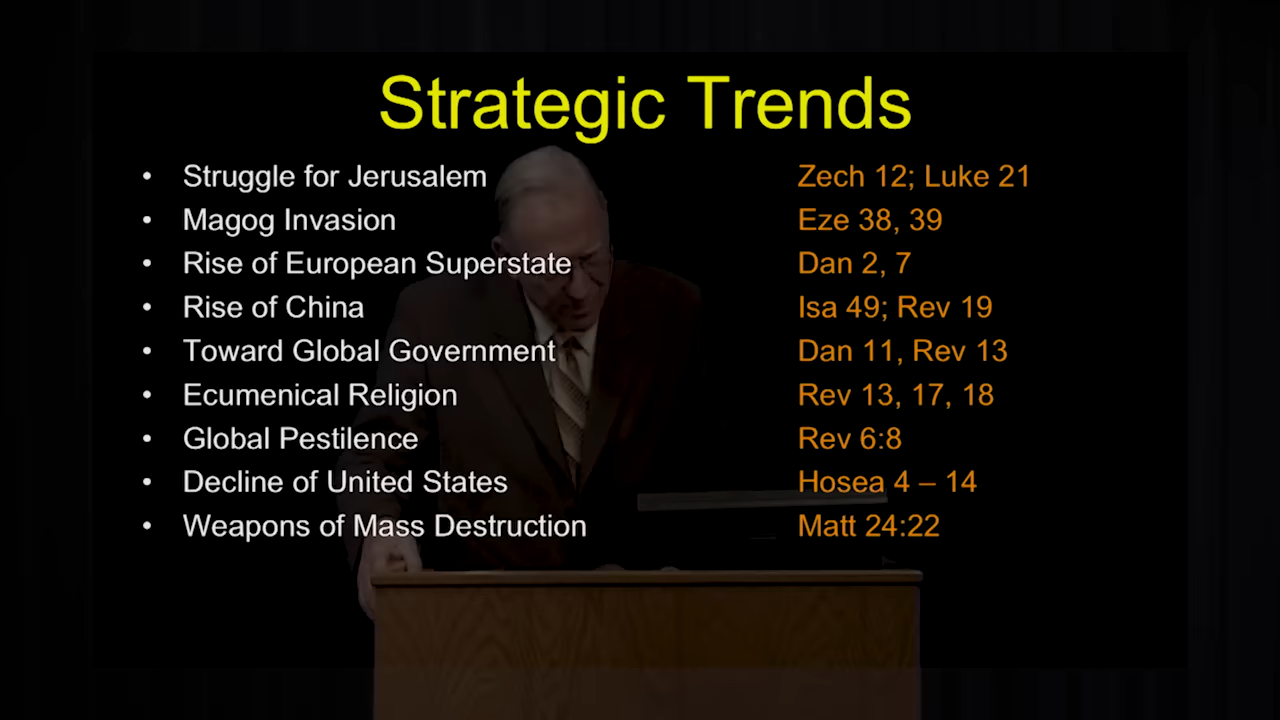 Strategic Trends
• Struggle for Jerusalem Zech 12; Luke 21
• Magog Invasion Eze 38, 39
• Rise of European Superstate Dan 2, 7
• Rise of China Isa 49; Rev 19
• Toward Global Government Dan 11, Rev 13
• Ecumenical Religion Rev 13, 17, 18
• Global Pestilence Rev 6:8
• Decline of United States Hosea 4 – 14
• Weapons of Mass Destruction Matt 24:22